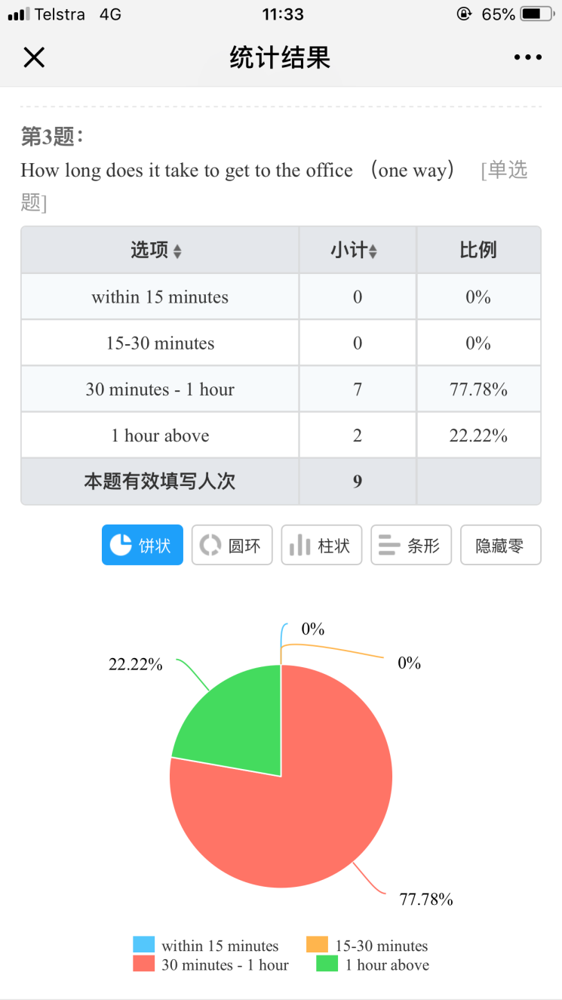 Telstra 4G 11:33 65%
统计结果
第3题：
How long does it take to get to the office （one way） [单选
题]
选项 小计 比例
within 15 minutes 0 0%
15-30 minutes 0 0%
30 minutes - 1 hour 7 77.78%
1 hour above 2 22.22%
本题有效填写人次 9
饼状 圆环 柱状 条形 隐藏零
0%
22.22% 0%
77.78%
within 15 minutes 15-30 minutes
30 minutes - 1 hour 1 hour above